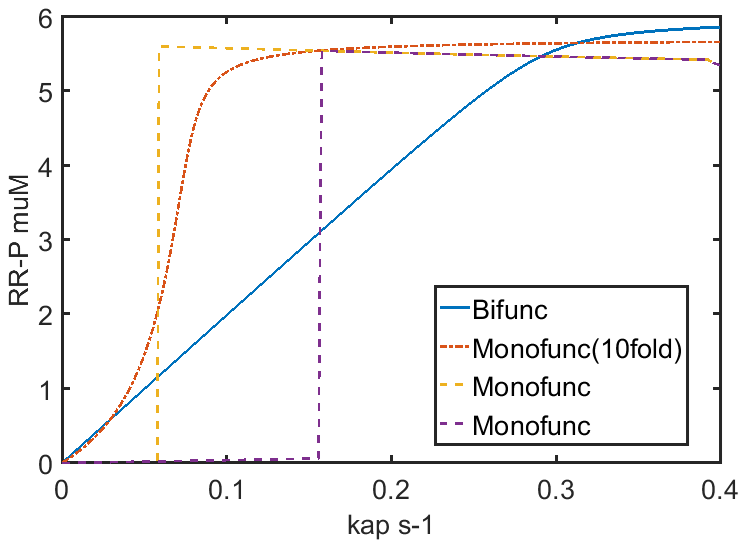 6
5
4
3
2
1
0
RR-P muM
0
0.1
0.2
0.3
0.4
kap s-1
Bifunc
Monofunc(10fold)
Monofunc
Monofunc